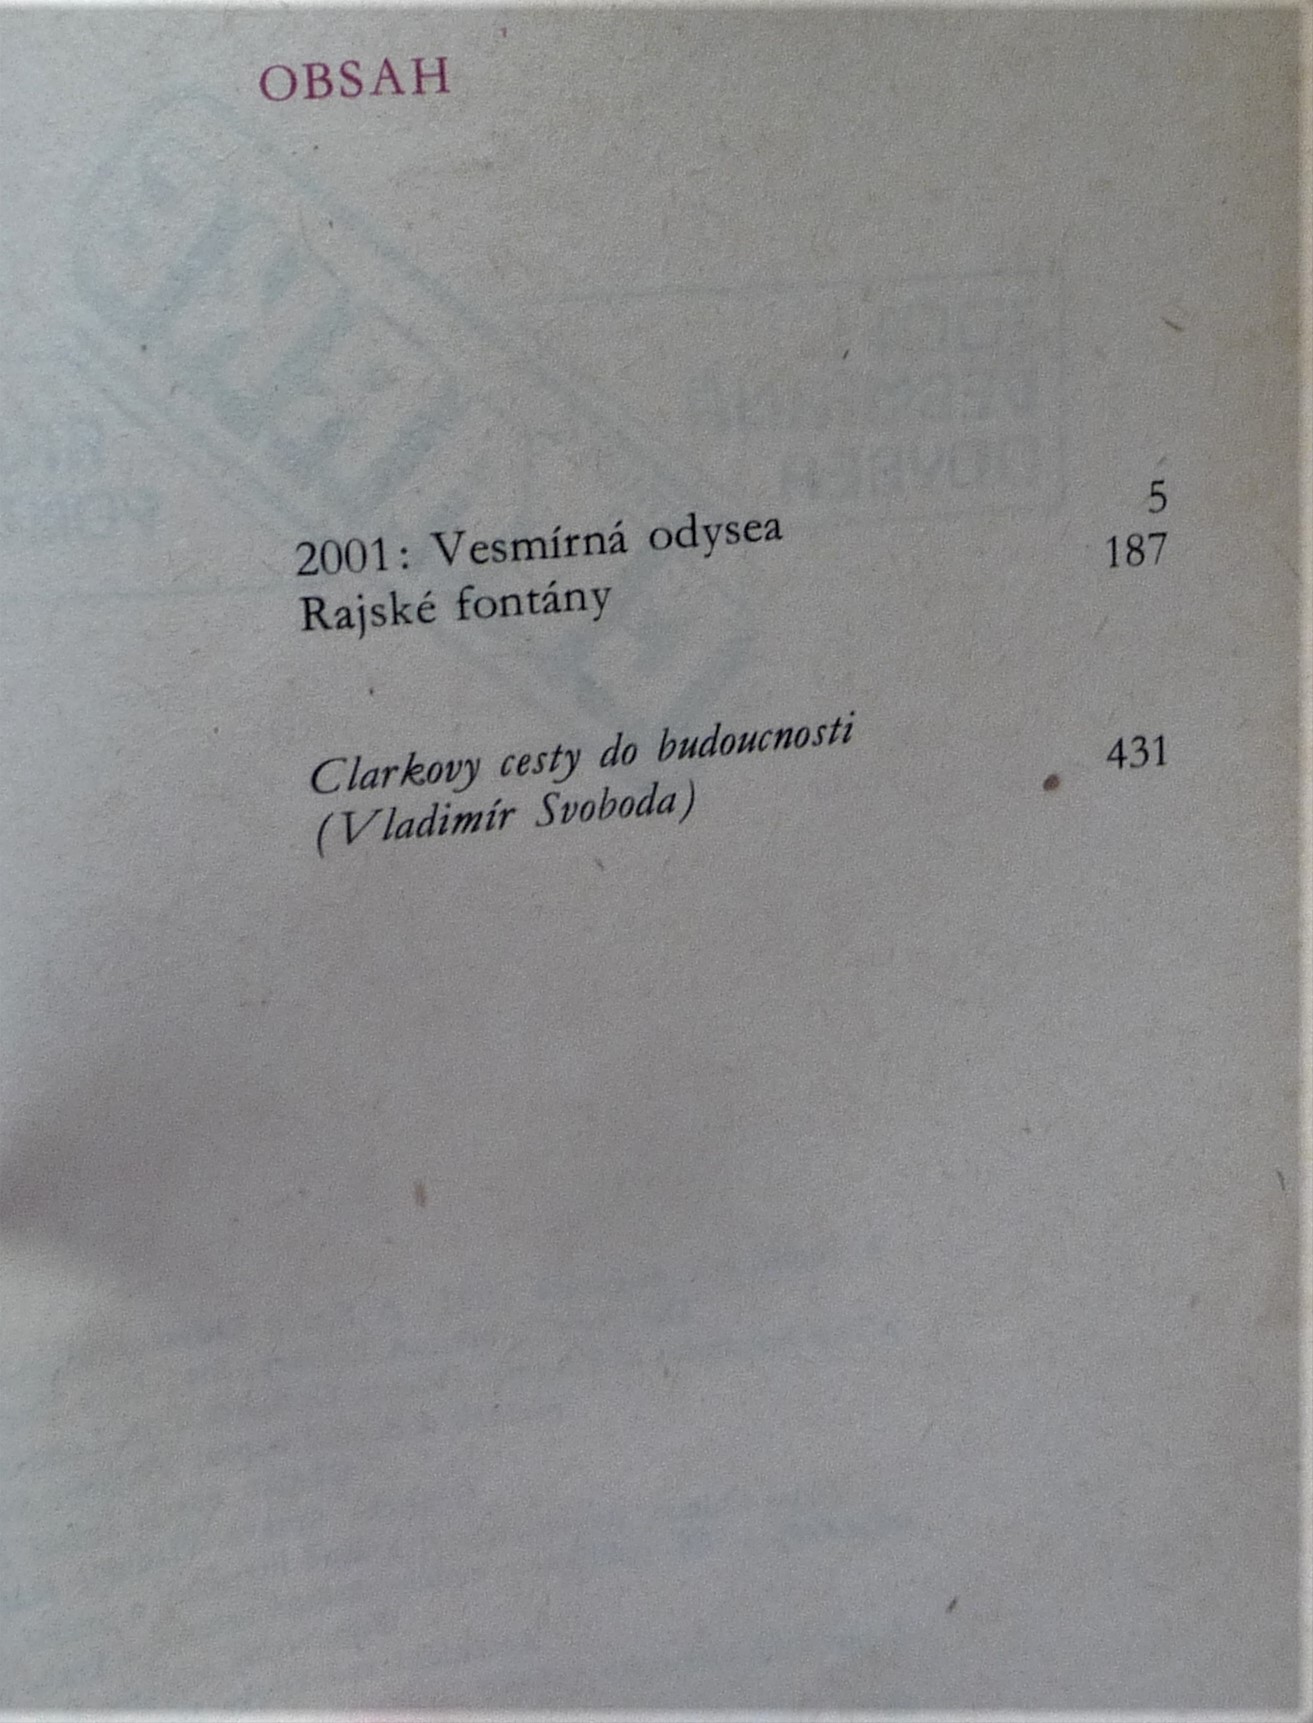 OBSAH
2001: Vesmírná odysea 5
Rajské fontány 187
Clarkovy cesty do budoucnosti
(Vladimír Svoboda) 431